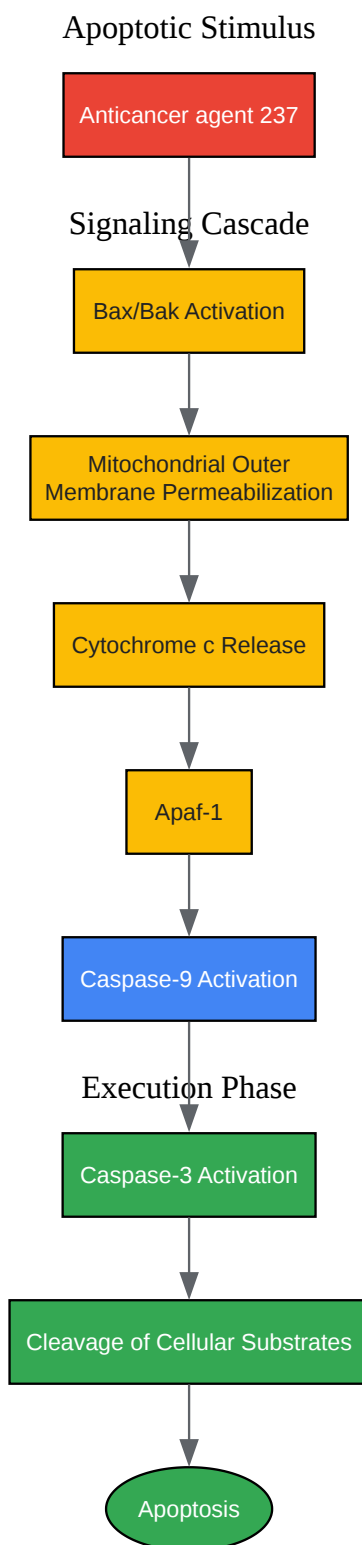 Apoptotic Stimulus
Anticancer agent 237
Signaling Cascade
Bax/Bak Activation
Mitochondrial Outer
Membrane Permeabilization
Cytochrome c Release
Apaf-1
Caspase-9 Activation
Execution Phase
Caspase-3 Activation
Cleavage of Cellular Substrates
Apoptosis